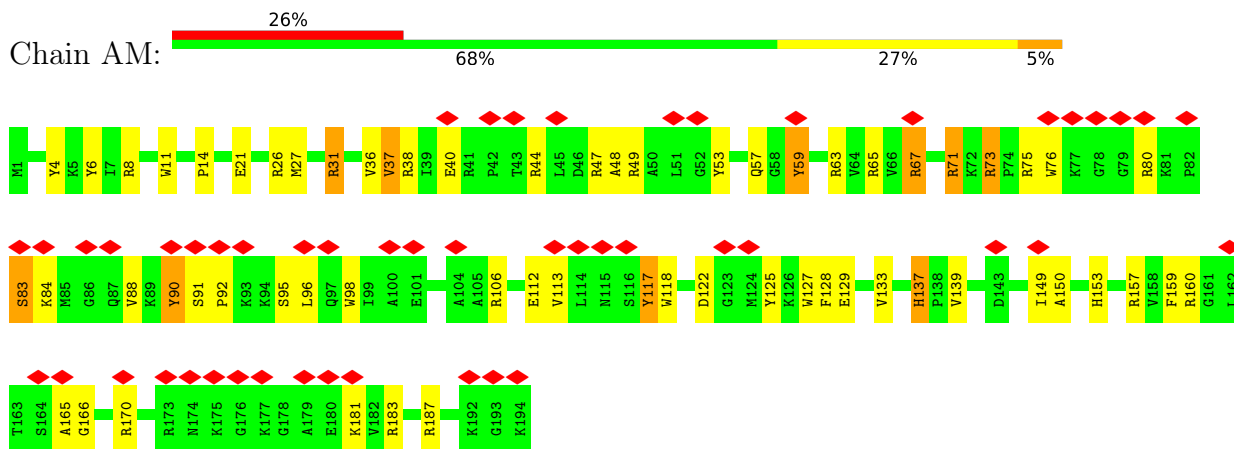 26%
Chain AM:
68% 27% 5%
M1 Y4 K5 Y6 I7 R8 W11 P14 E21 R26 M27 R31 V36 V37 R38 I39 E40 R41 P42 T43 R44 L45 D46 R47 A48 R49 A50 L51 G52 Y53 Q57 G58 Y59 R63 V64 R65 V66 R67 R71 K72 R73 P74 R75 W76 K77 G78 G79 R80 K81 P82
S83 K84 M85 G86 Q87 V88 K89 Y90 S91 P92 K93 K94 S95 L96 Q97 W98 I99 A100 E101 A104 A105 R106 E112 V113 L114 N115 S116 Y117 W118 D122 G123 M124 Y125 K126 W127 F128 E129 V133 H137 P138 V139 D143 I149 A150 H153 R157 V158 F159 R160 G161 L162
T163 S164 A165 G166 R170 R173 N174 K175 G176 K177 G178 A179 E180 K181 V182 R183 R187 K192 G193 K194